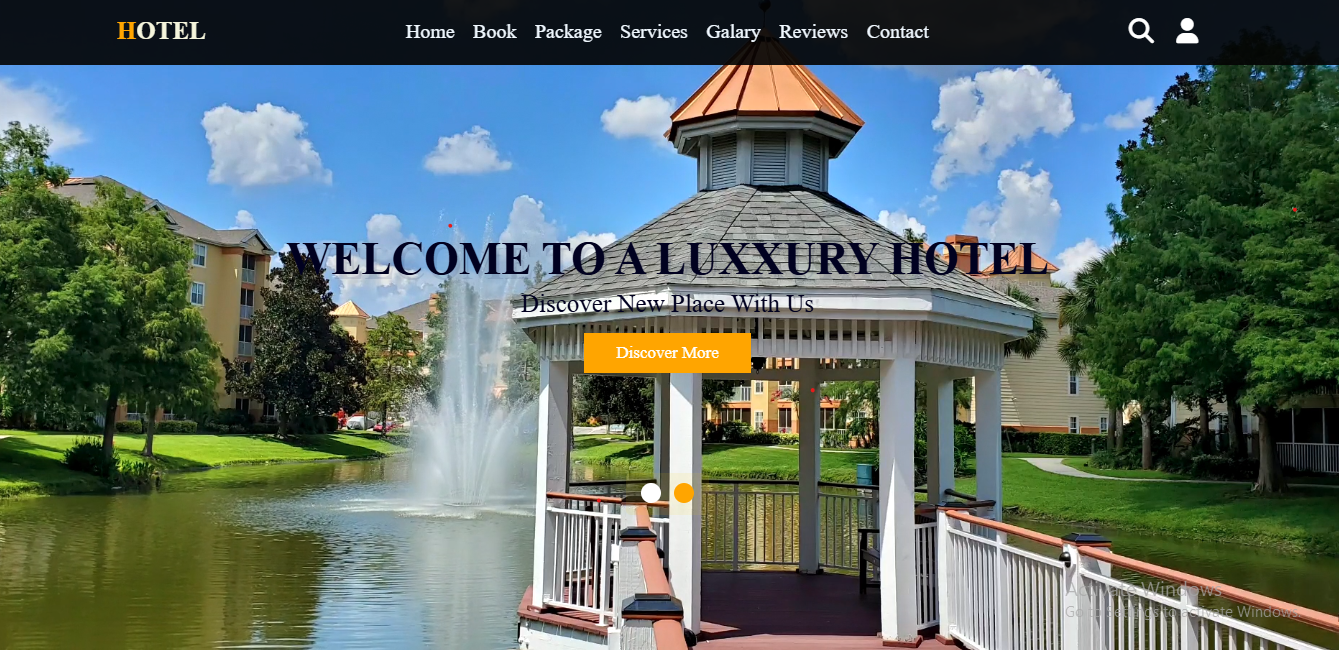 HOTEL
Home Book Package Services Galary Reviews Contact
WELCOME TO A LUXXURY HOTEL
Discover New Place With Us
Discover More
Activate Windows
Go to Settings to activate Windows.